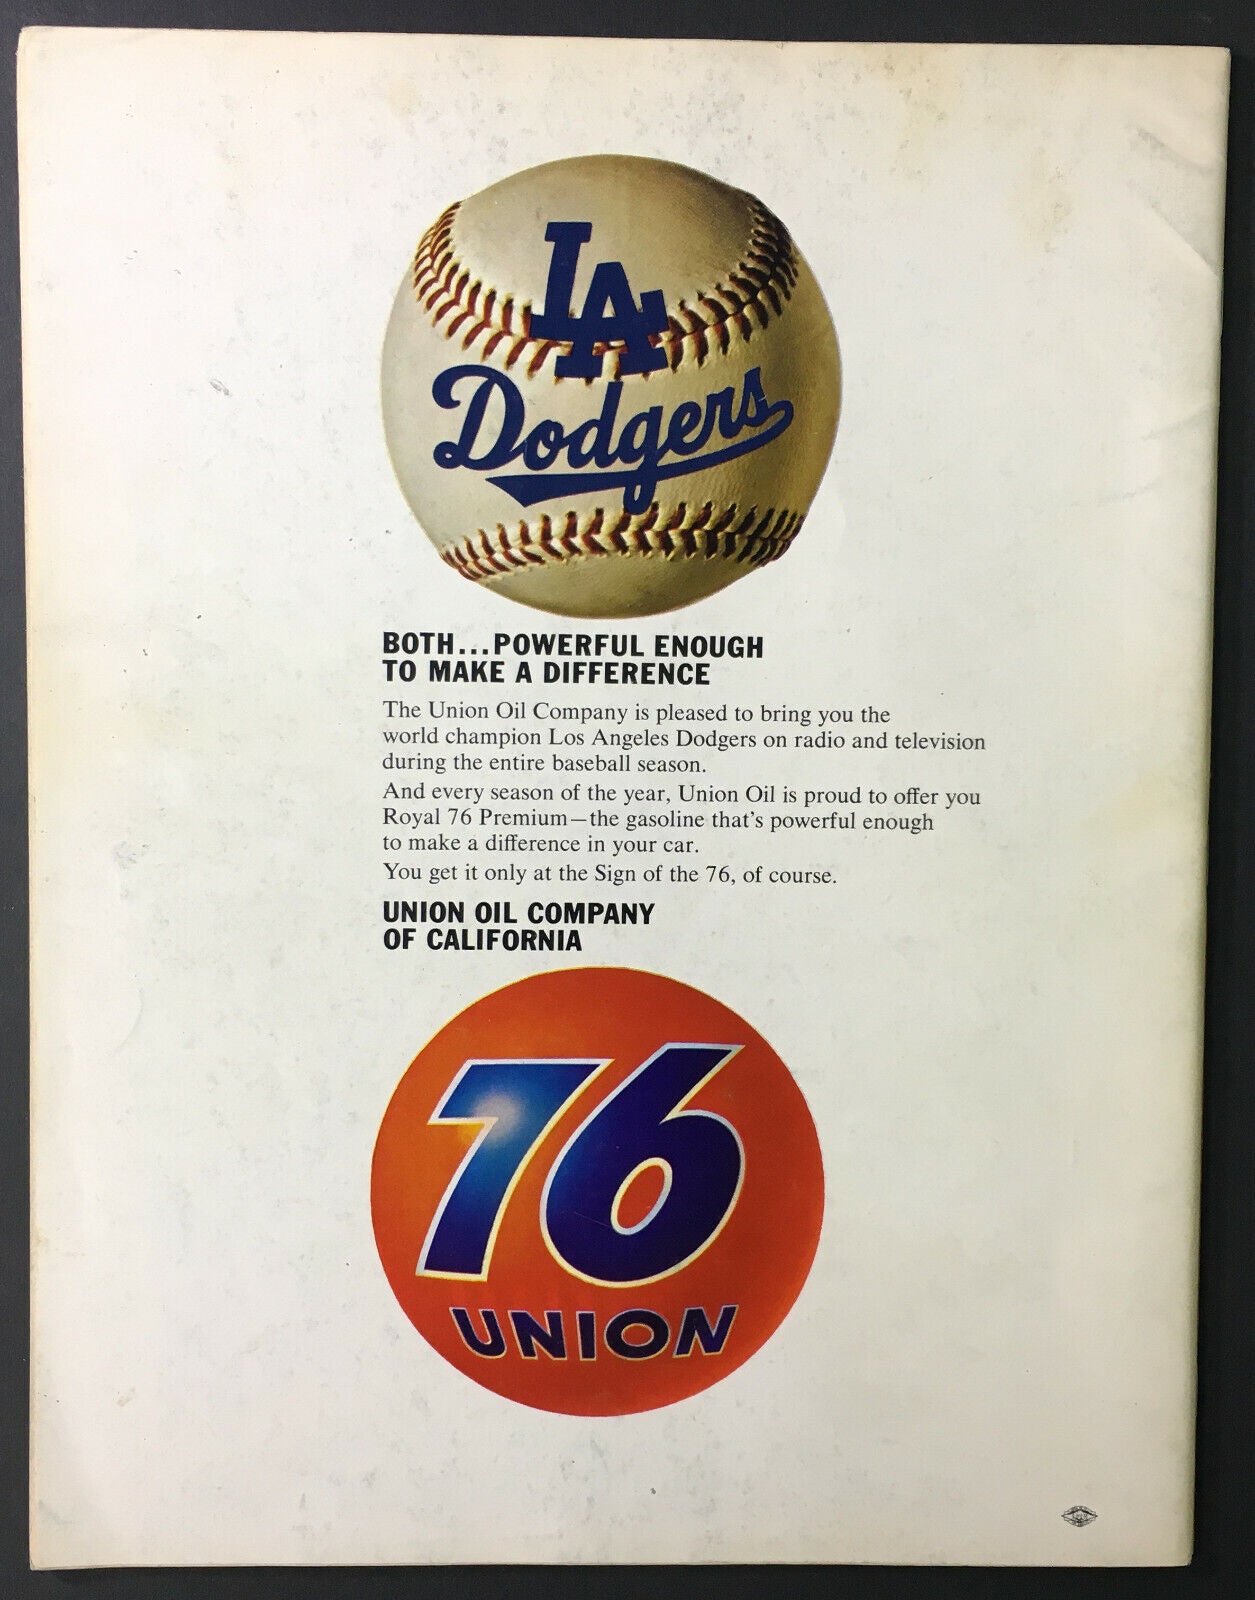 LA
Dodgers
BOTH...POWERFUL ENOUGH
TO MAKE A DIFFERENCE
The Union Oil Company is pleased to bring you the
world champion Los Angeles Dodgers on radio and television
during the entire baseball season.
And every season of the year, Union Oil is proud to offer you
Royal 76 Premium—the gasoline that's powerful enough
to make a difference in your car.
You get it only at the Sign of the 76, of course.
UNION OIL COMPANY
OF CALIFORNIA
76
UNION